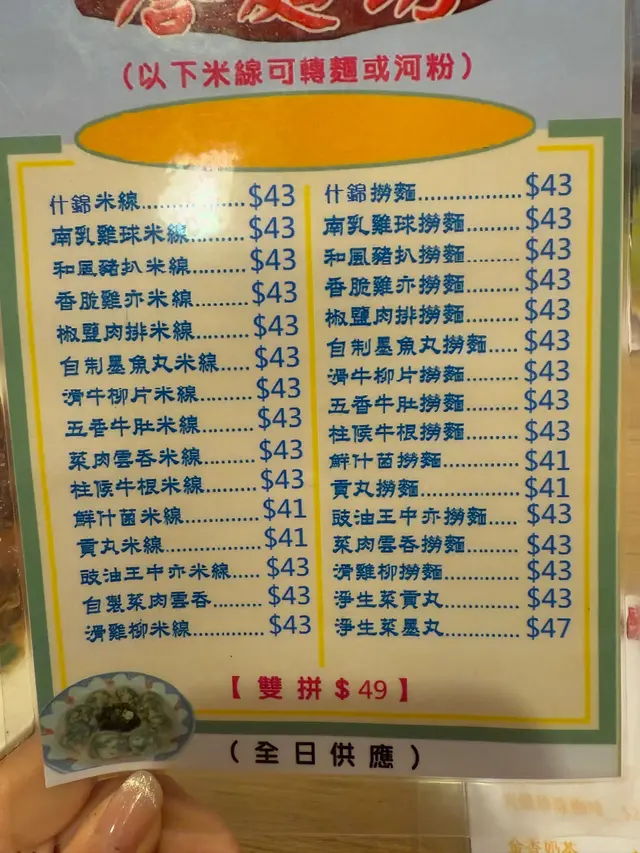 (以下米線可轉麵或河粉)
什錦米線..................$43
南乳雞球米線.........$43
和風豬扒米線.........$43
香脆雞亦米線.........$43
椒鹽肉排米線.........$43
自制墨魚丸米線.....$43
滑牛柳片米線.........$43
五香牛肚米線.........$43
菜肉雲吞米線.........$43
柱候牛根米線.........$43
鮮什菌米線............$41
貢丸米線................$41
豉油王中亦米線.....$43
自製菜肉雲吞.........$43
滑雞柳米線............$43
什錦撈麵.................$43
南乳雞球撈麵.........$43
和風豬扒撈麵.........$43
香脆雞亦撈麵.........$43
椒鹽肉排撈麵.........$43
自制墨魚丸撈麵.....$43
滑牛柳片撈麵.........$43
五香牛肚撈麵.........$43
柱候牛根撈麵.........$43
鮮什菌撈麵.............$41
貢丸撈麵.................$41
豉油王中亦撈麵.....$43
菜肉雲吞撈麵.........$43
滑雞柳撈麵.............$43
淨生菜貢丸.............$43
淨生菜墨丸.............$47
【雙拼$49】
(全日供應)